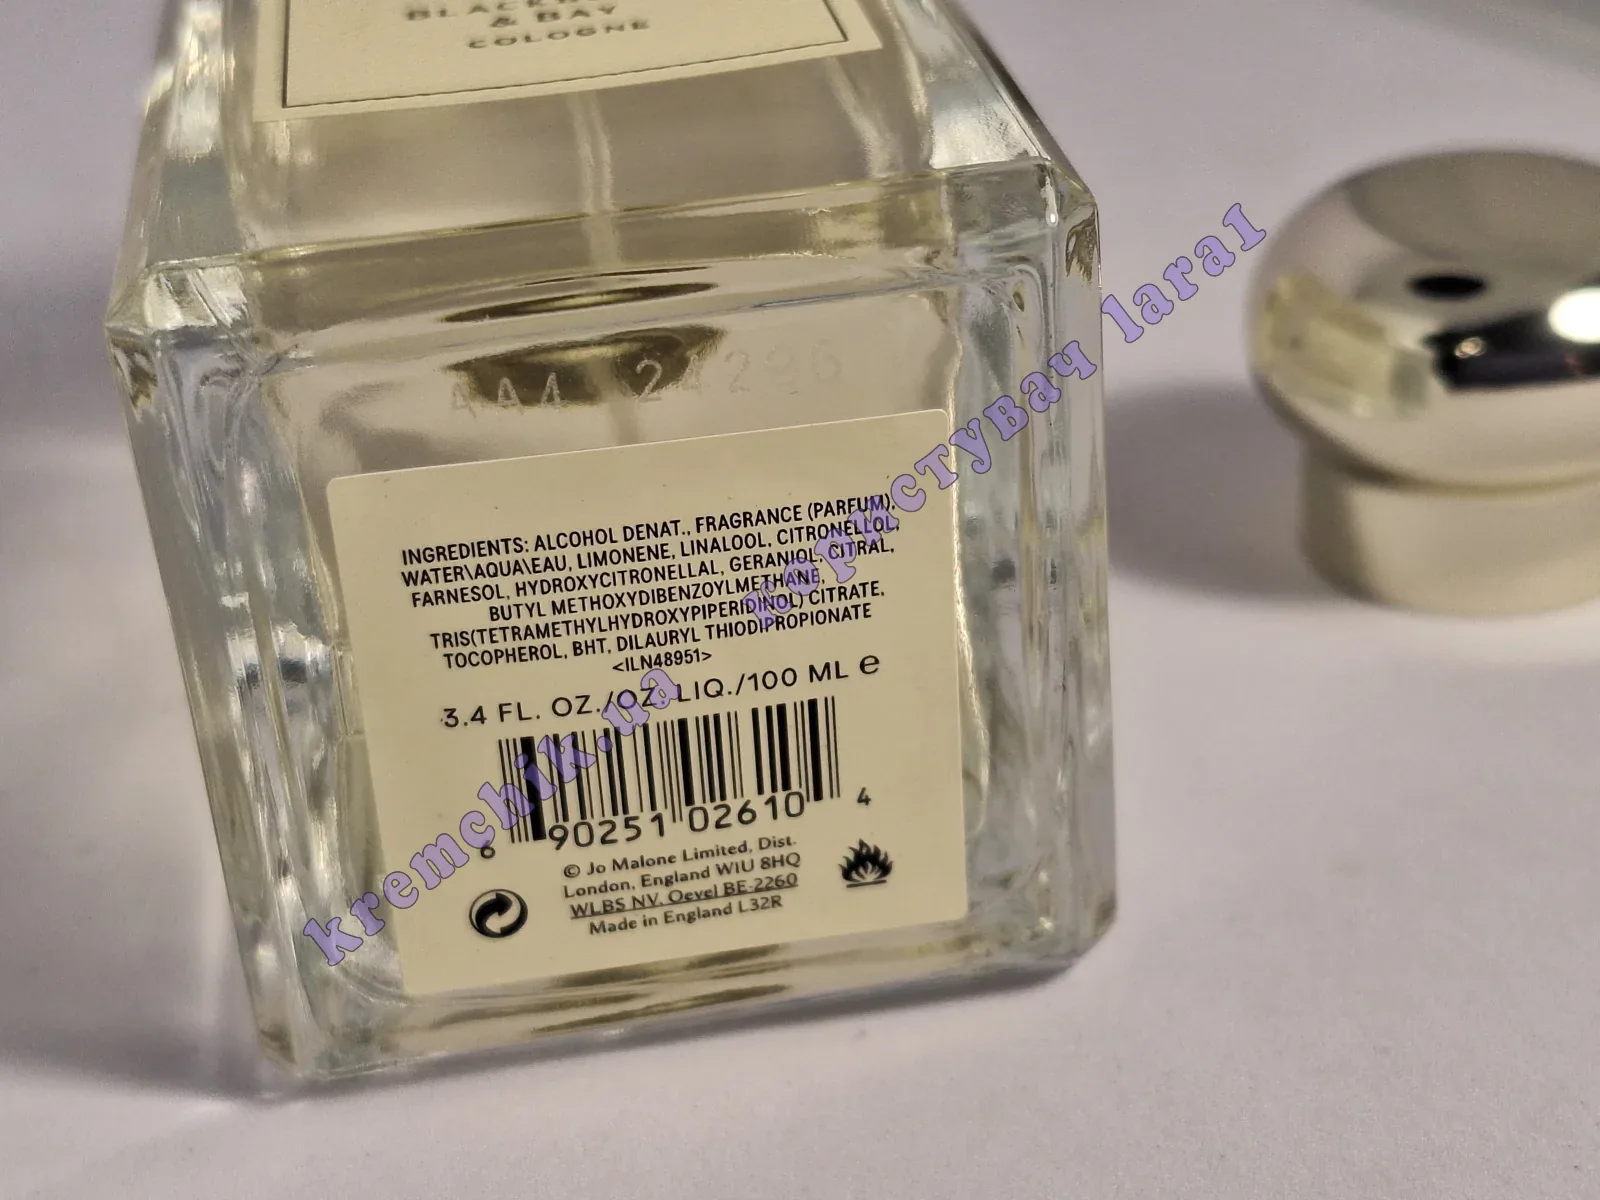 & BAY
COLOGNE
INGREDIENTS: ALCOHOL DENAT., FRAGRANCE (PARFUM),
WATER\AQUA\EAU, LIMONENE, LINALOOL, CITRONELLOL,
FARNESOL, HYDROXYCITRONELLAL, GERANIOL, CITRAL,
BUTYL METHOXYDIBENZOYLMETHANE,
TRIS(TETRAMETHYLHYDROXYPIPERIDINOL) CITRATE,
TOCOPHEROL, BHT, DILAURYL THIODIPROPIONATE
<ILN48951>
3.4 FL. OZ./OZ. LIQ./100 ML e
6 90251 02610 4
© Jo Malone Limited, Dist.
London, England W1U 8HQ
WLBS NV, Oevel BE-2260
Made in England L32R
kremchik.ua користувач lara1